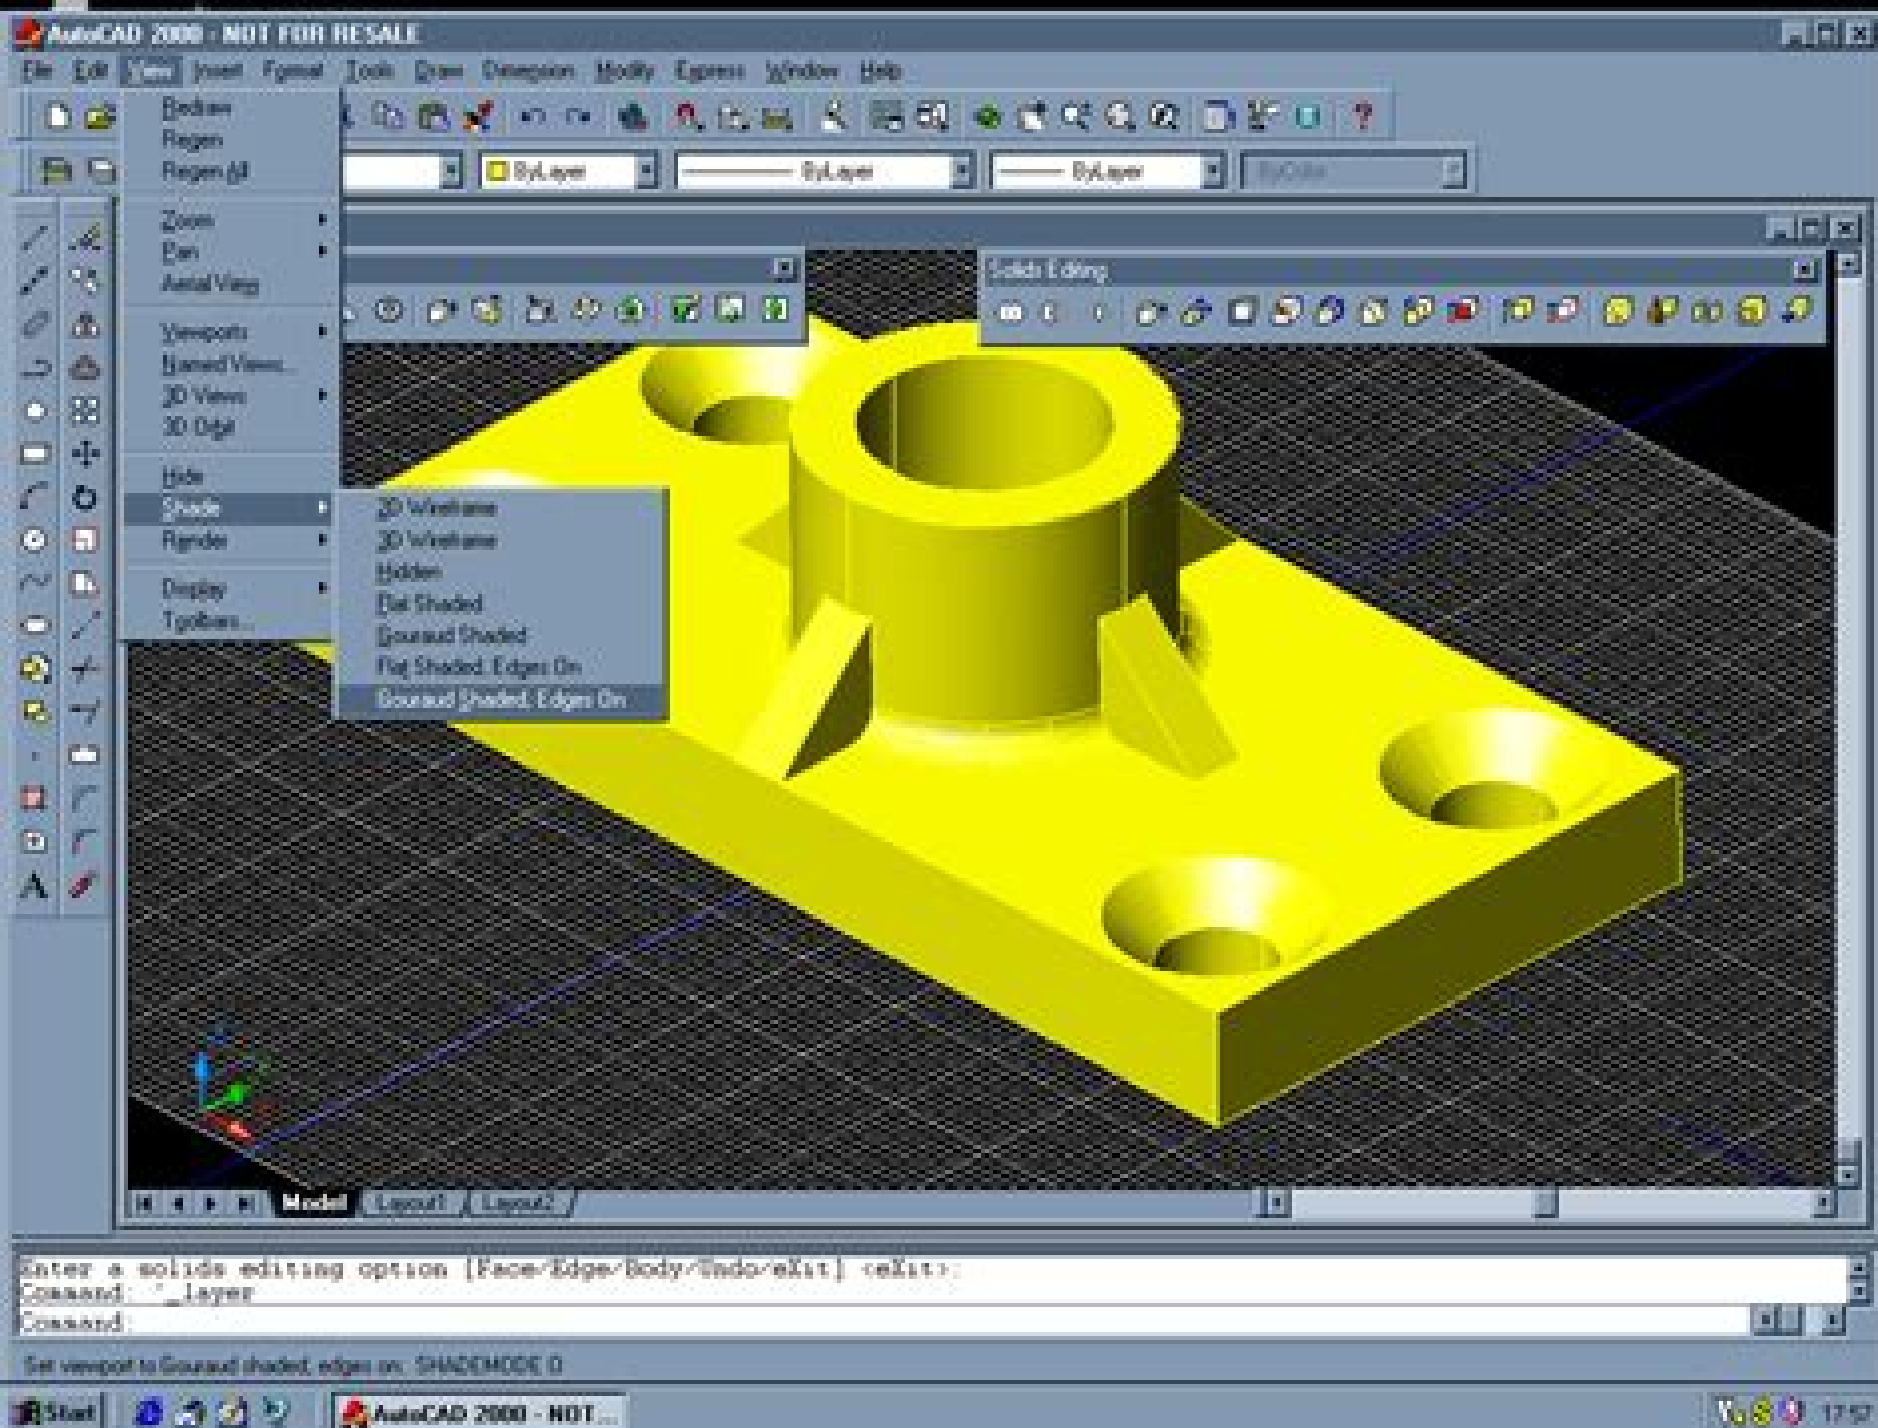 AutoCAD 2000 - NOT FOR RESALE
File Edit View Insert Format Tools Draw Dimension Modify Express Window Help
Redraw
Regen
Regen All
ByLayer ByLayer ByLayer ByColor
Zoom
Pan
Aerial View
Solids Editing
Viewports
Named Views...
3D Views
3D Orbit
Hide
Shade
Render
Display
Toolbars...
2D Wireframe
3D Wireframe
Hidden
Flat Shaded
Gouraud Shaded
Flat Shaded, Edges On
Gouraud Shaded, Edges On
A
Model Layout1 Layout2
Enter a solids editing option [Face/Edge/Body/Undo/eXit] <eXit>:
Command: '_layer
Command:
Set viewport to Gouraud shaded, edges on: SHADEMODE O
Start AutoCAD 2000 - NOT... 17:57